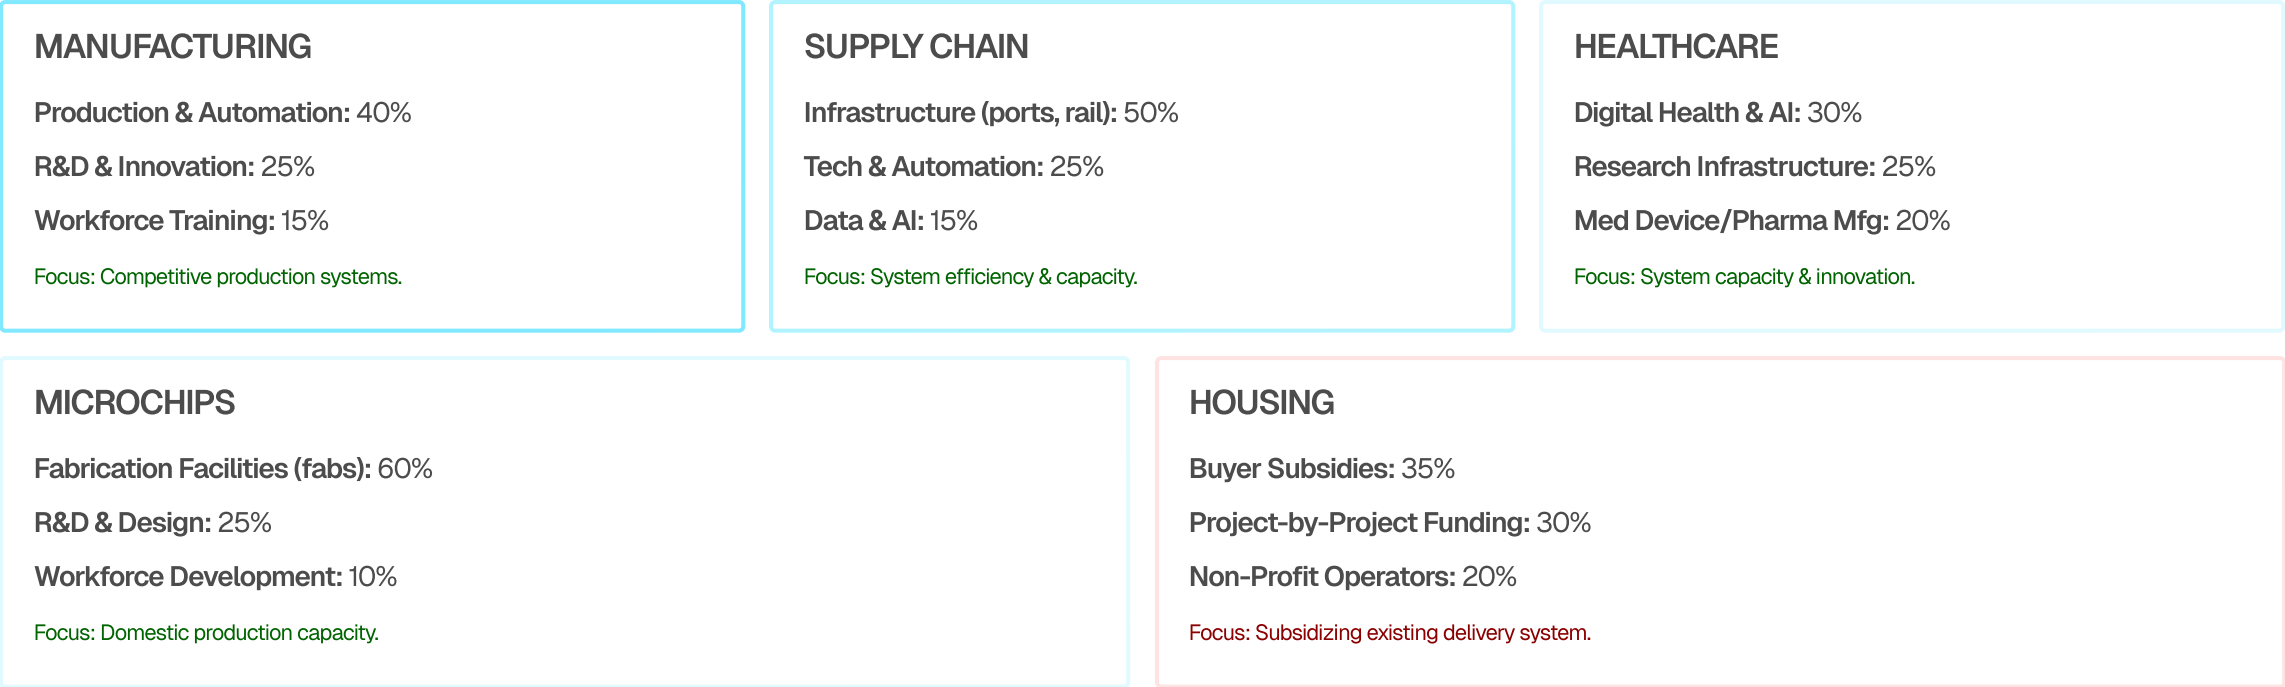 MANUFACTURING
Production & Automation: 40%
R&D & Innovation: 25%
Workforce Training: 15%
Focus: Competitive production systems.
SUPPLY CHAIN
Infrastructure (ports, rail): 50%
Tech & Automation: 25%
Data & AI: 15%
Focus: System efficiency & capacity.
HEALTHCARE
Digital Health & AI: 30%
Research Infrastructure: 25%
Med Device/Pharma Mfg: 20%
Focus: System capacity & innovation.
MICROCHIPS
Fabrication Facilities (fabs): 60%
R&D & Design: 25%
Workforce Development: 10%
Focus: Domestic production capacity.
HOUSING
Buyer Subsidies: 35%
Project-by-Project Funding: 30%
Non-Profit Operators: 20%
Focus: Subsidizing existing delivery system.